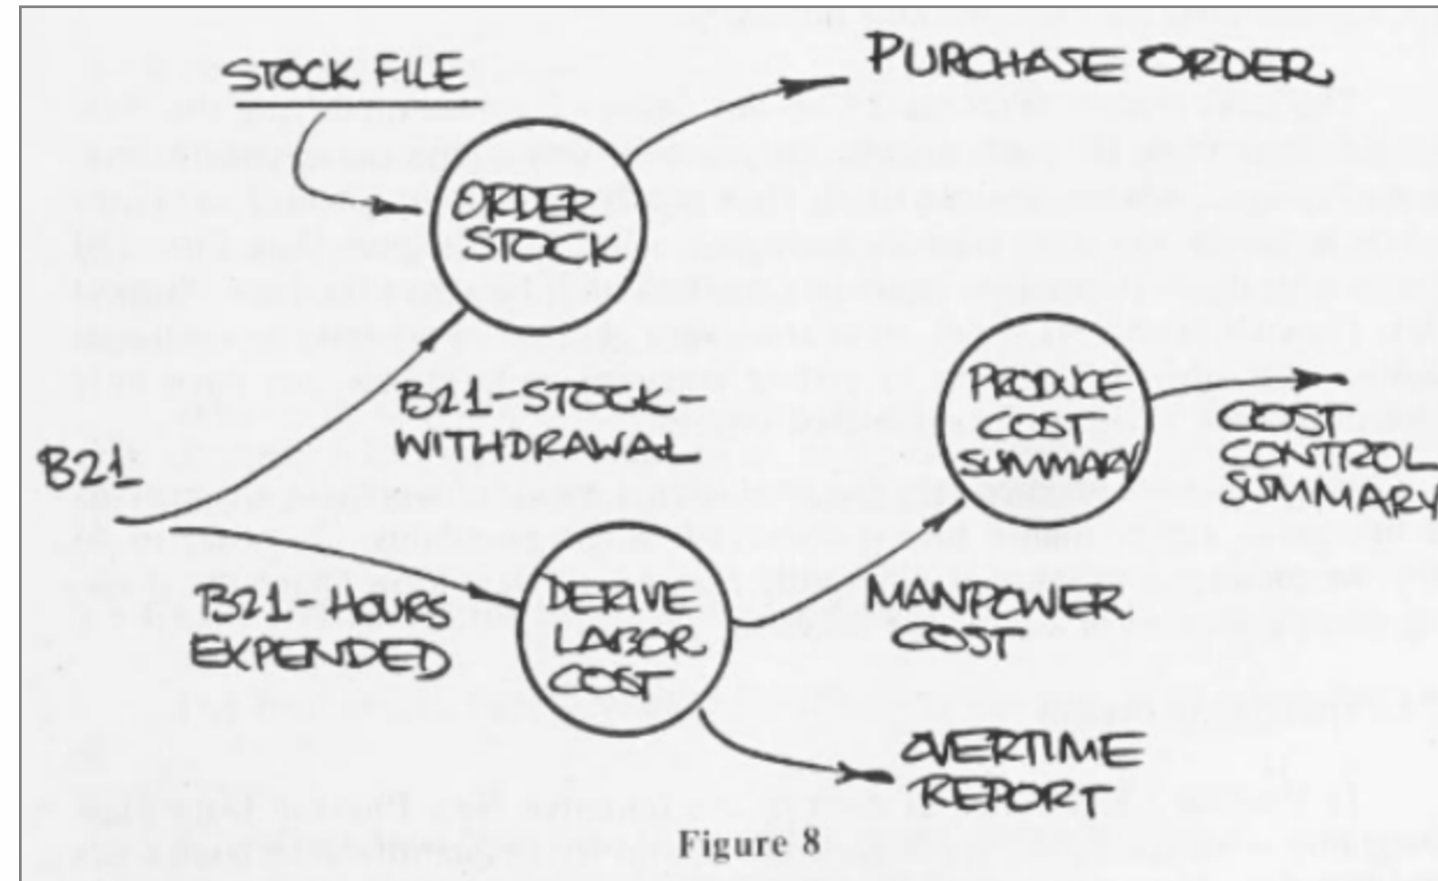 STOCK FILE
PURCHASE ORDER
ORDER
STOCK
B21-STOCK-
WITHDRAWAL
B21
PRODUCE
COST
SUMMARY
COST
CONTROL
SUMMARY
B21-HOURS
EXPENDED
DERIVE
LABOR
COST
MANPOWER
COST
OVERTIME
REPORT
Figure 8